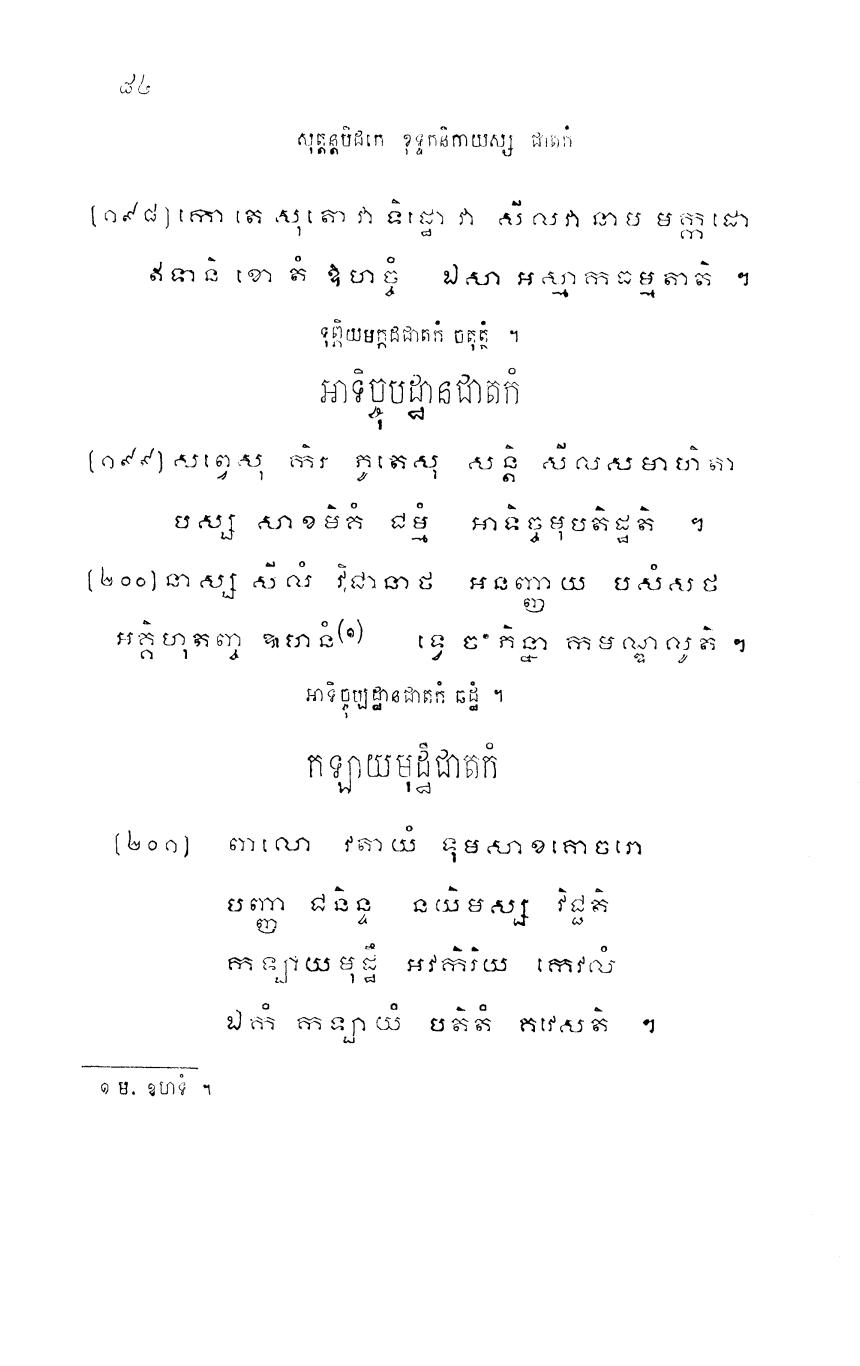 ៨៤
សុត្តន្តបិដកេ ខុទ្ទកនិកាយស្ស ជាតកំ
[១៩៨] កោ តេ សុតោ វា ទិដ្ឋោ វា សីលវា នាម មក្កដោ
ឥទានិ ខោ តំ ឱហច្ចំ ឯសា អស្មាកធម្មតាតិ ។
ទុព្ភិយមក្កដជាតកំ ចតុត្ថំ ។
អាទិច្ចុបដ្ឋានជាតកំ
[១៩៩] សព្វេសុ កិរ ភូតេសុ សន្តិ សីលសមាហិតា
បស្ស សាខមិកំ ជម្មំ អាទិច្ចមុបតិដ្ឋតិ ។
[២០០] នាស្ស សីលំ វិជានាថ អនញ្ញាយ បសំសថ
អគ្គិហុតញ្ច ឩហានំ(១) ទ្វេ ច ភិន្នា កមណ្ឌលូតិ ។
អាទិច្ចុប្បដ្ឋានជាតកំ ឆដ្ឋំ ។
កឡាយមុដ្ឋិជាតកំ
[២០១] ពាលោ វតាយំ ទុមសាខគោចរោ
បញ្ញា ជនិន្ទ នយិមស្ស វិជ្ជតិ
កឡាយមុដ្ឋឹ អវកិរិយ កេវលំ
ឯកំ កឡាយំ បតិតំ គវេសតិ ។
១ ម. ឩហទំ ។